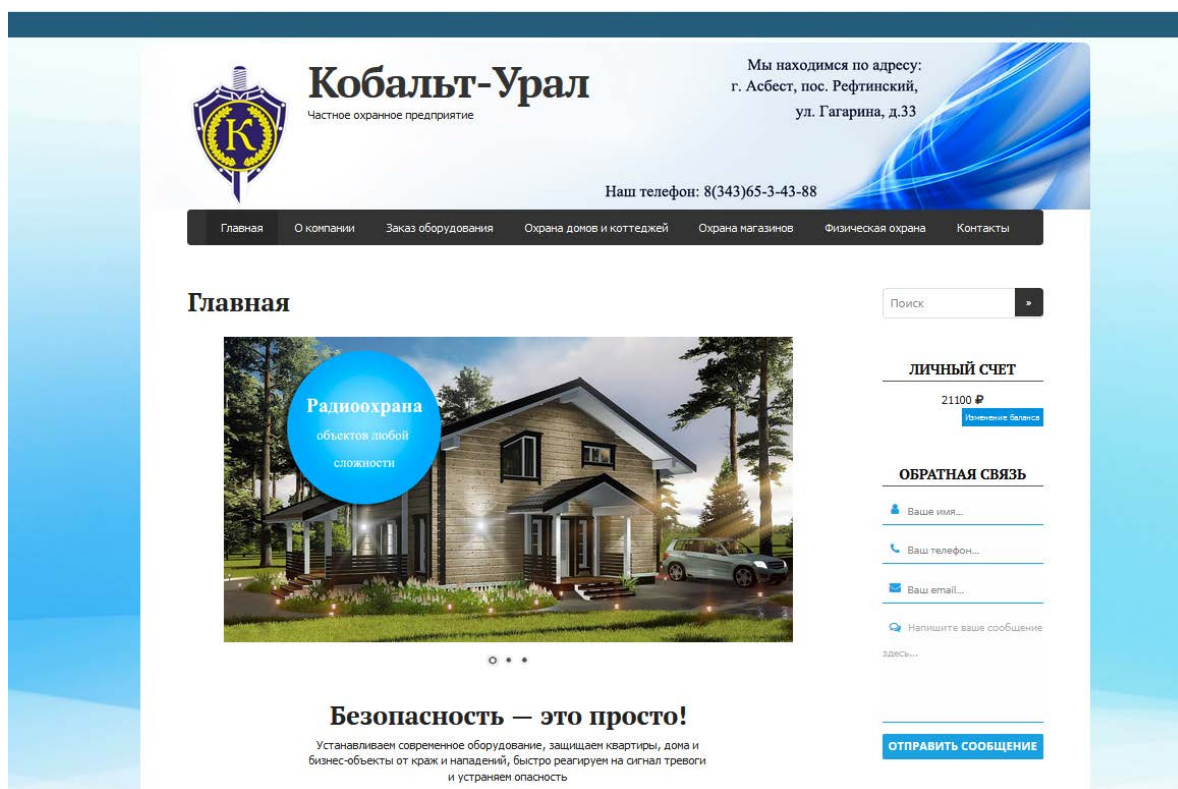 К
Кобальт-Урал
Частное охранное предприятие
Мы находимся по адресу:
г. Асбест, пос. Рефтинский,
ул. Гагарина, д.33
Наш телефон: 8(343)65-3-43-88
Главная О компании Заказ оборудования Охрана домов и коттеджей Охрана магазинов Физическая охрана Контакты
Главная
Радиоохрана
объектов любой
сложности
Безопасность — это просто!
Устанавливаем современное оборудование, защищаем квартиры, дома и
бизнес-объекты от краж и нападений, быстро реагируем на сигнал тревоги
и устраняем опасность
Поиск »
ЛИЧНЫЙ СЧЕТ
21100 ₽
Изменение баланса
ОБРАТНАЯ СВЯЗЬ
Ваше имя...
Ваш телефон...
Ваш email...
Напишите ваше сообщение
здесь...
ОТПРАВИТЬ СООБЩЕНИЕ